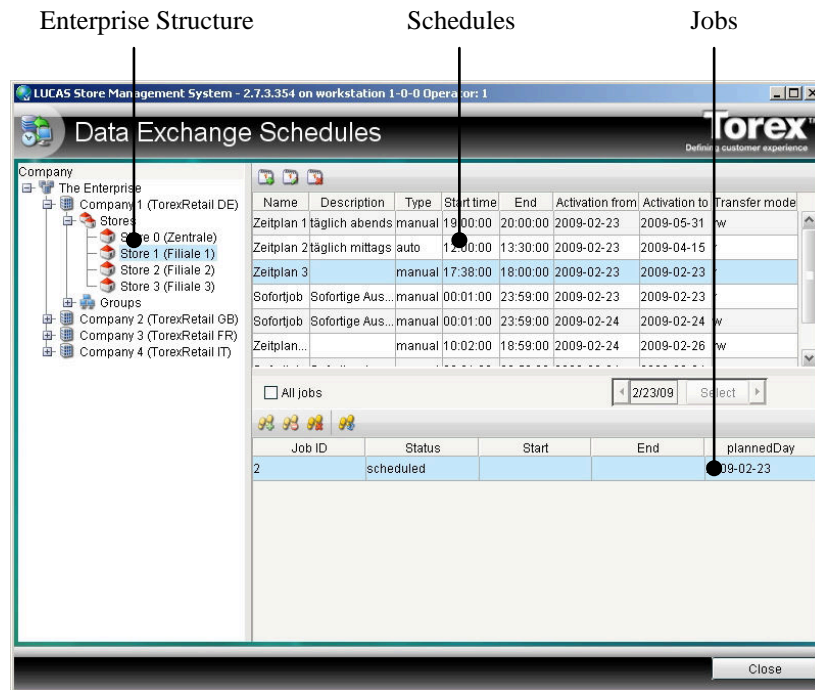 Enterprise Structure Schedules Jobs
LUCAS Store Management System - 2.7.3.354 on workstation 1-0-0 Operator: 1
Data Exchange Schedules
Torex
Defining customer experience
Company
The Enterprise
Company 1 (TorexRetail DE)
Stores
Store 0 (Zentrale)
Store 1 (Filiale 1)
Store 2 (Filiale 2)
Store 3 (Filiale 3)
Groups
Company 2 (TorexRetail GB)
Company 3 (TorexRetail FR)
Company 4 (TorexRetail IT)
Name Description Type Start time End Activation from Activation to Transfer mode
Zeitplan 1 täglich abends manual 19:00:00 20:00:00 2009-02-23 2009-05-31 rw
Zeitplan 2 täglich mittags auto 12:00:00 13:30:00 2009-02-23 2009-04-15 r
Zeitplan 3 manual 17:38:00 18:00:00 2009-02-23 2009-02-23 r
Sofortjob Sofortige Aus... manual 00:01:00 23:59:00 2009-02-23 2009-02-23 r
Sofortjob Sofortige Aus... manual 00:01:00 23:59:00 2009-02-24 2009-02-24 w
Zeitplan... manual 10:02:00 18:59:00 2009-02-24 2009-02-26 rw
All jobs
2/23/09 Select
Job ID Status Start End plannedDay
2 scheduled 2009-02-23
Close